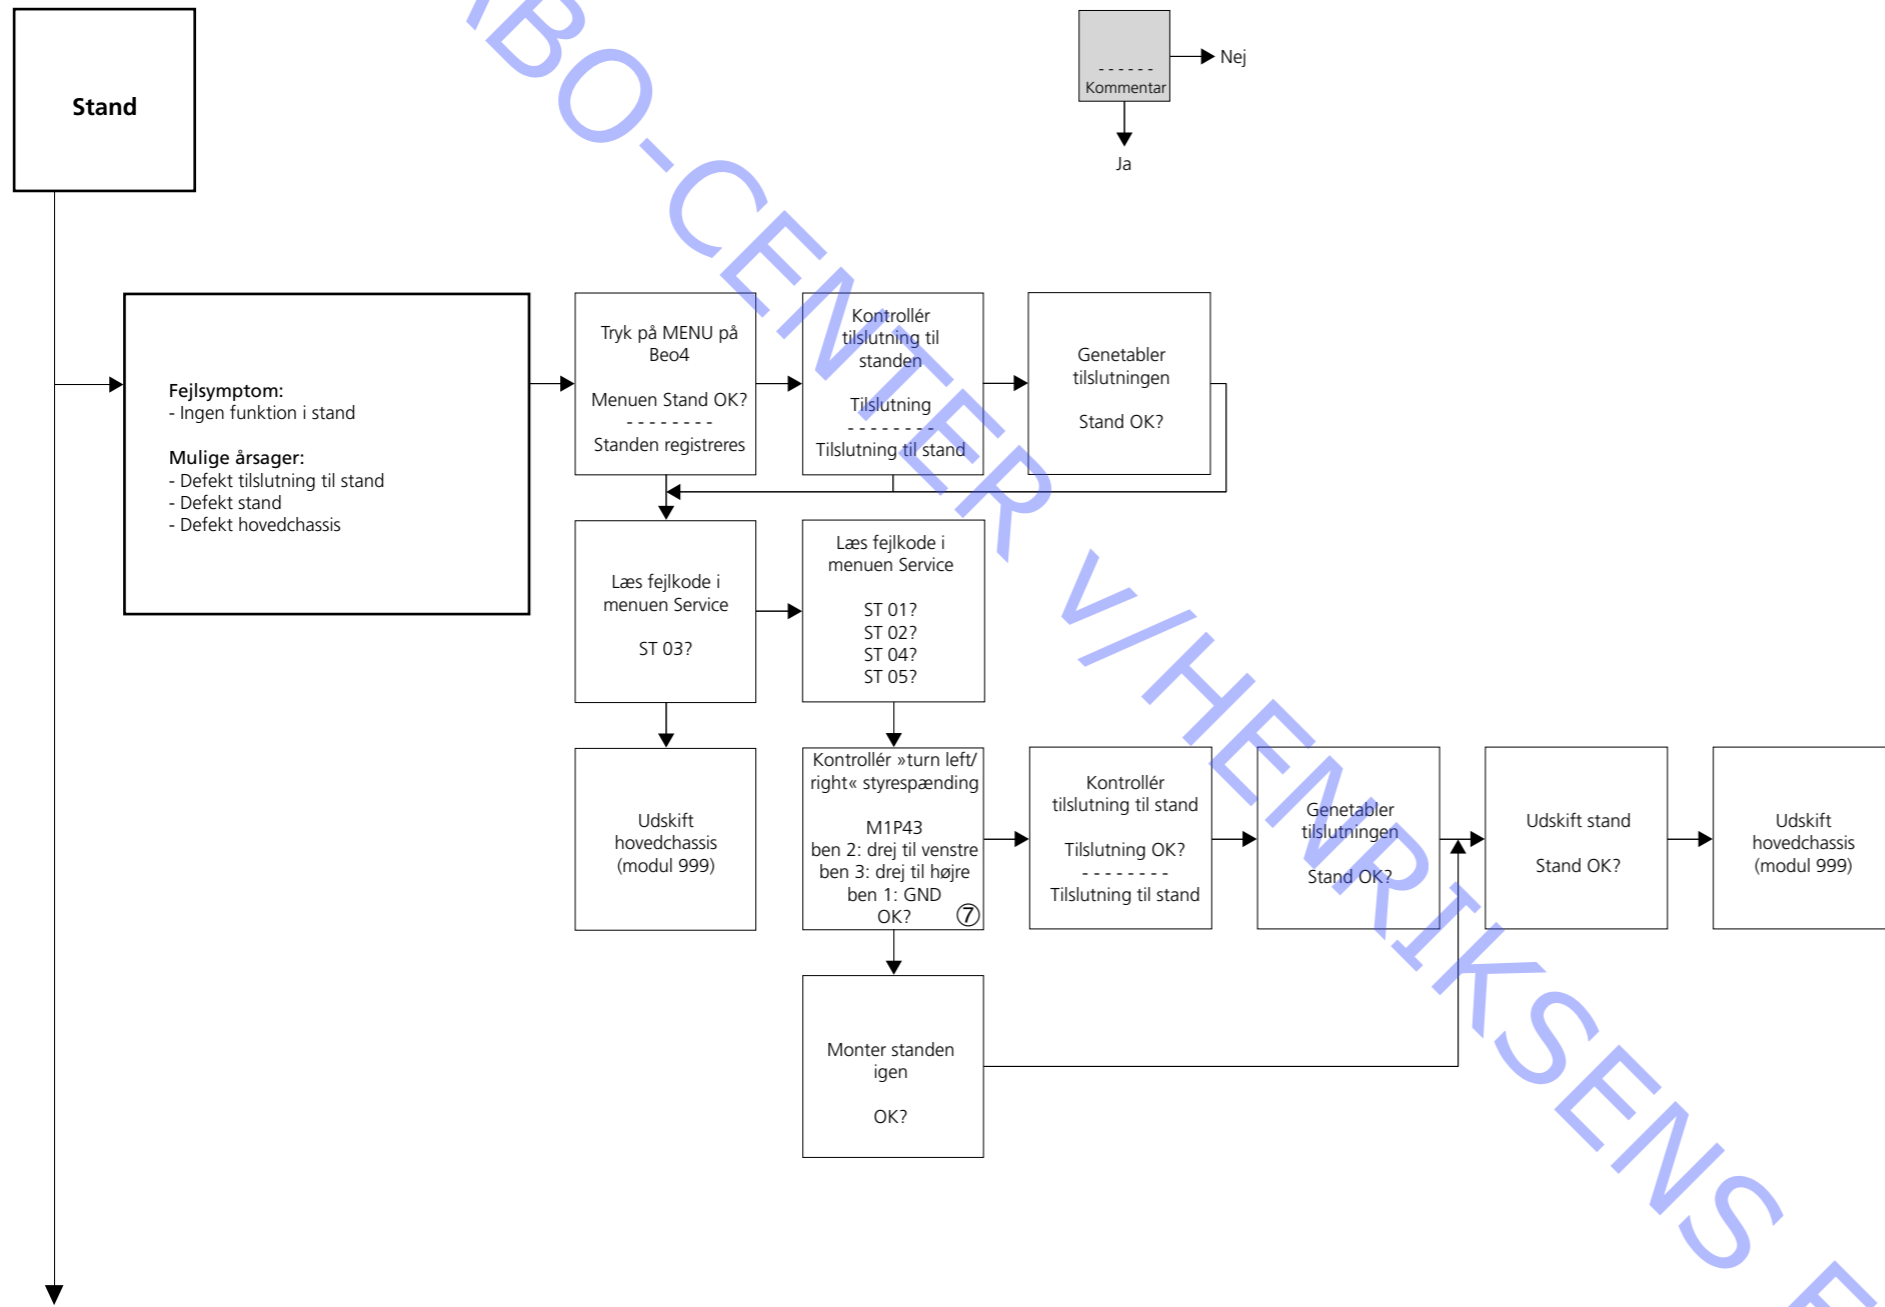 Stand
- - - - - -
Kommentar
Nej
Ja
Fejlsymptom:
- Ingen funktion i stand
Mulige årsager:
- Defekt tilslutning til stand
- Defekt stand
- Defekt hovedchassis
Tryk på MENU på
Beo4
Menuen Stand OK?
- - - - - - - -
Standen registreres
Kontrollér
tilslutning til
standen
Tilslutning
- - - - - - - -
Tilslutning til stand
Genetabler
tilslutningen
Stand OK?
Læs fejlkode i
menuen Service
ST 03?
Læs fejlkode i
menuen Service
ST 01?
ST 02?
ST 04?
ST 05?
Udskift
hovedchassis
(modul 999)
Kontrollér »turn left/
right« styrespænding
M1P43
ben 2: drej til venstre
ben 3: drej til højre
ben 1: GND
OK? ⑦
Kontrollér
tilslutning til stand
Tilslutning OK?
- - - - - - - -
Tilslutning til stand
Genetabler
tilslutningen
Stand OK?
Udskift stand
Stand OK?
Udskift
hovedchassis
(modul 999)
Monter standen
igen
OK?
BO-CENTER v/HENRIKSENS